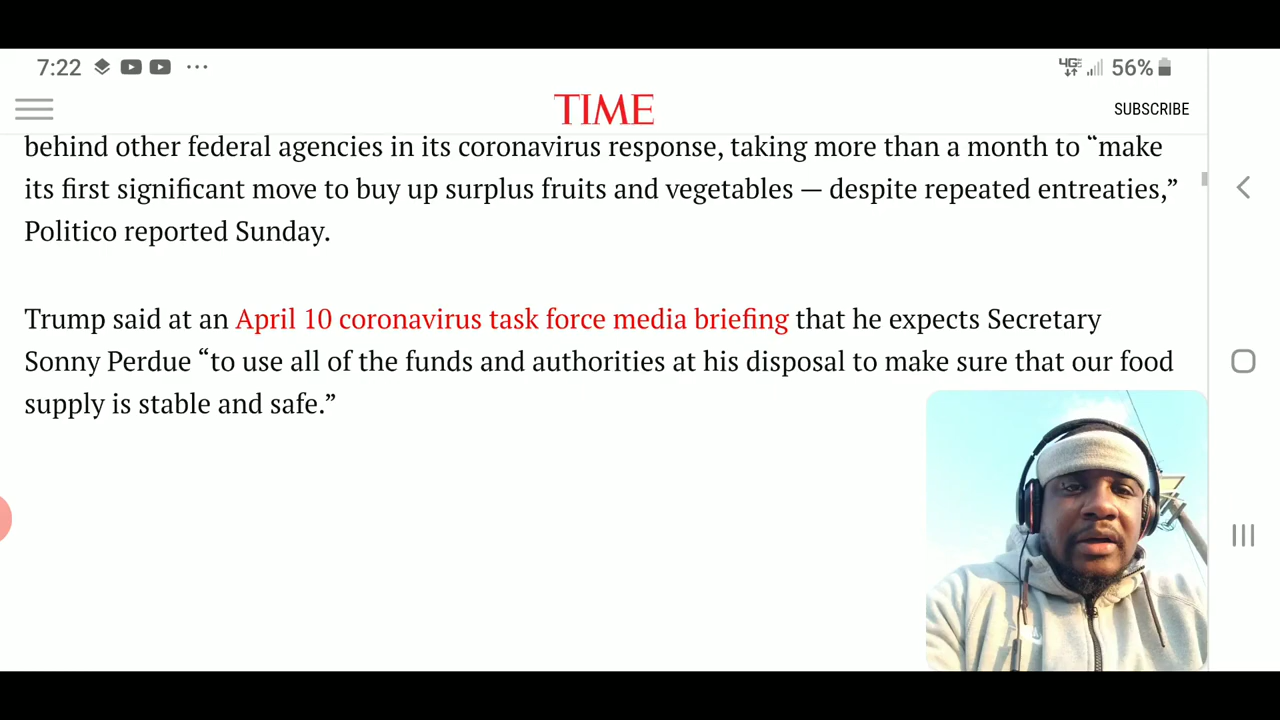 7:22
4GE 56%
TIME
SUBSCRIBE
behind other federal agencies in its coronavirus response, taking more than a month to “make
its first significant move to buy up surplus fruits and vegetables — despite repeated entreaties,”
Politico reported Sunday.
Trump said at an April 10 coronavirus task force media briefing that he expects Secretary
Sonny Perdue “to use all of the funds and authorities at his disposal to make sure that our food
supply is stable and safe.”